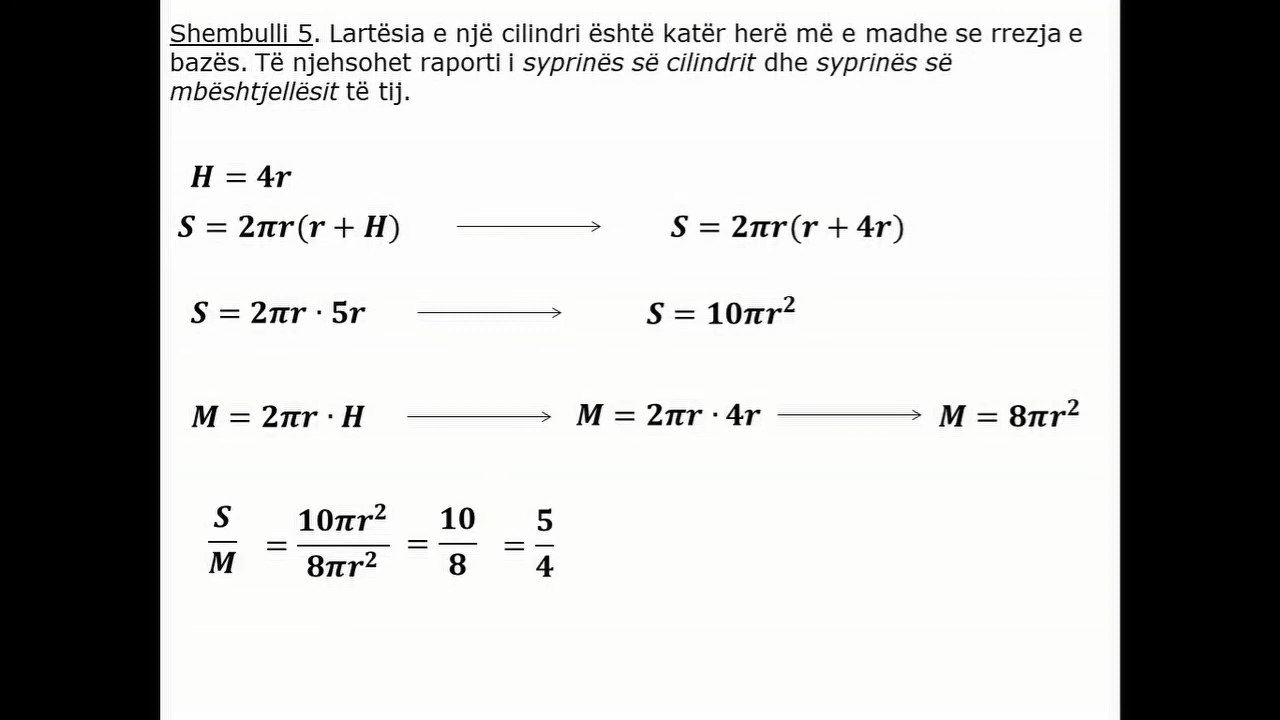 Shembulli 5. Lartësia e një cilindri është katër herë më e madhe se rrezja e
bazës. Të njehsohet raporti i syprinës së cilindrit dhe syprinës së
mbështjellësit të tij.
H = 4r
S = 2πr(r + H) ⟶ S = 2πr(r + 4r)
S = 2πr · 5r ⟶ S = 10πr²
M = 2πr · H ⟶ M = 2πr · 4r ⟶ M = 8πr²
S/M = 10πr²/8πr² = 10/8 = 5/4